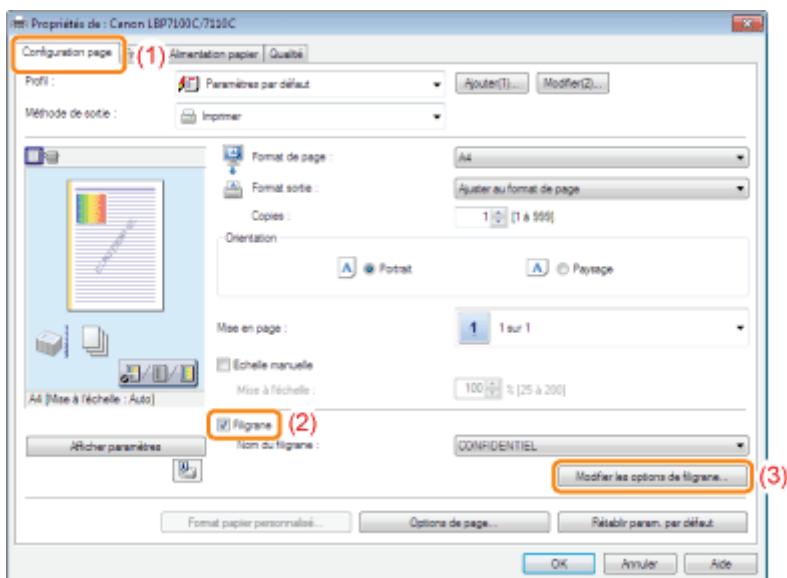 Propriétés de : Canon LBP7100C/7110C
Configuration page (1) Alimentation papier Qualité
Profil : Paramètres par défaut Ajouter(1)... Modifier(2)...
Méthode de sortie : Imprimer
Format de page : A4
Format sortie : Ajuster au format de page
Copies : 1 [1 à 999]
Orientation
A Portrait A Paysage
CONFIDENTIEL
Mise en page : 1 1 sur 1
Echelle manuelle
Mise à l'échelle : 100 % [25 à 200]
A4 [Mise à l'échelle : Auto]
Filigrane (2)
Afficher paramètres Nom du filigrane : CONFIDENTIEL
Modifier les options de filigrane... (3)
Format papier personnalisé... Options de page... Rétablir param. par défaut
OK Annuler Aide